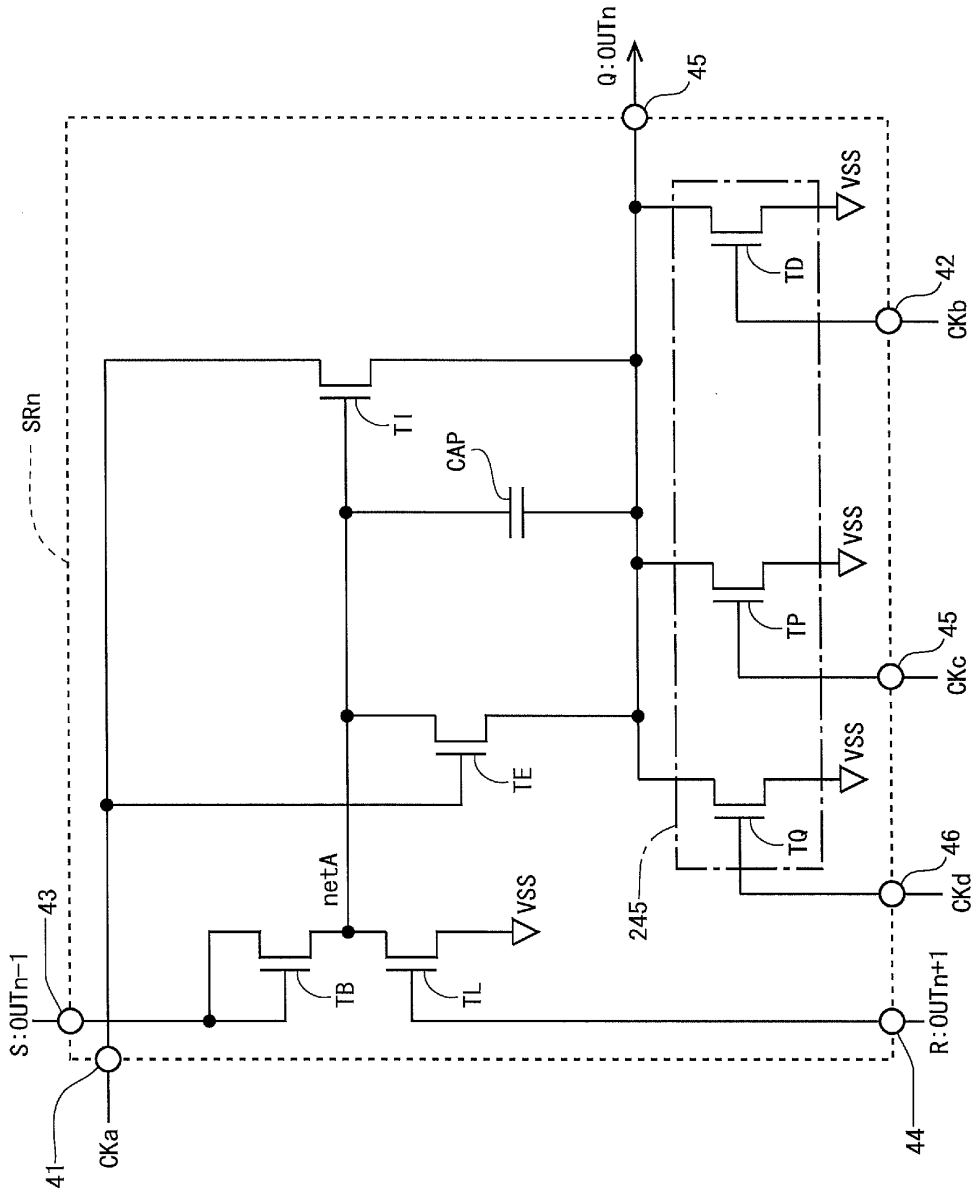 SRn
Q:OUTn
45
S:OUTn-1
43
41
CKa
netA
TB
TL
VSS
TE
CAP
TI
245
TQ
VSS
TP
VSS
TD
VSS
R:OUTn+1
44
46
CKd
45
CKc
42
CKb